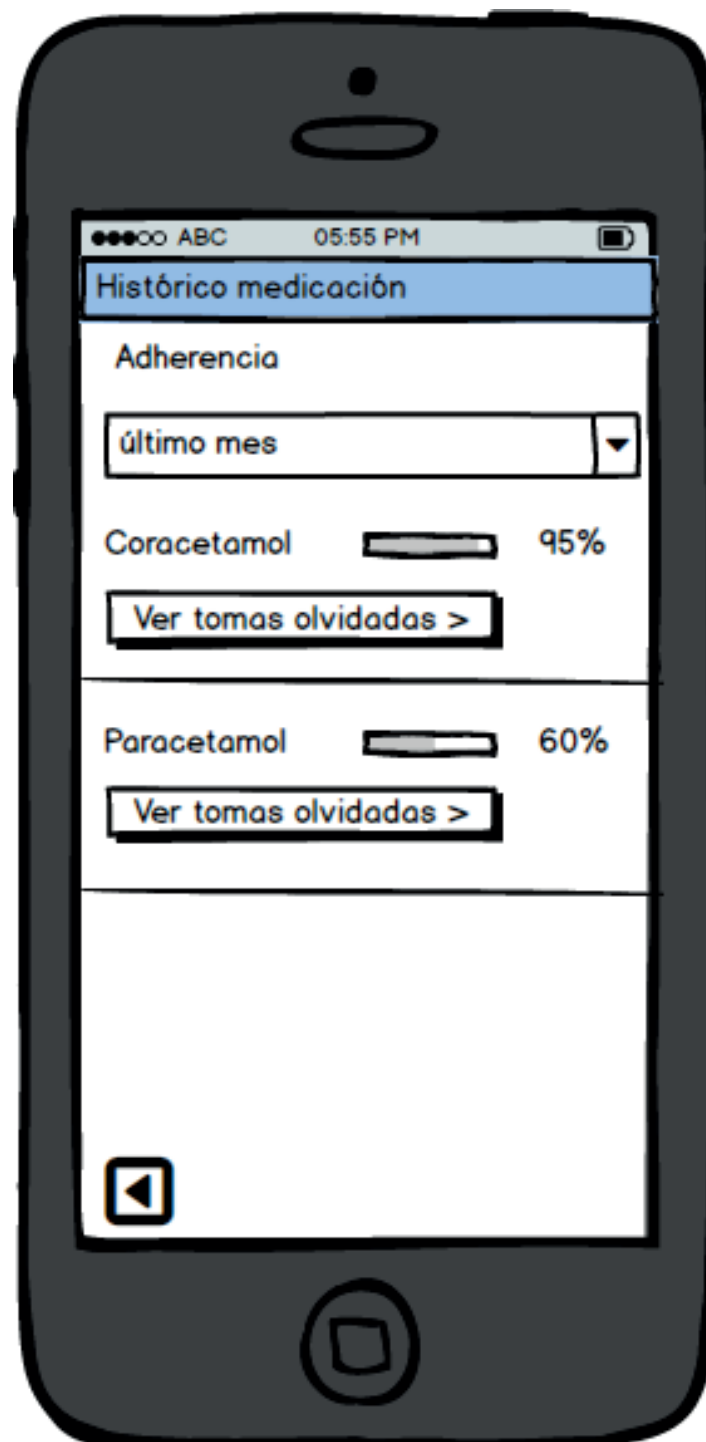 ABC 05:55 PM
Histórico medicación
Adherencia
último mes
Coracetamol 95%
Ver tomas olvidadas >
Paracetamol 60%
Ver tomas olvidadas >